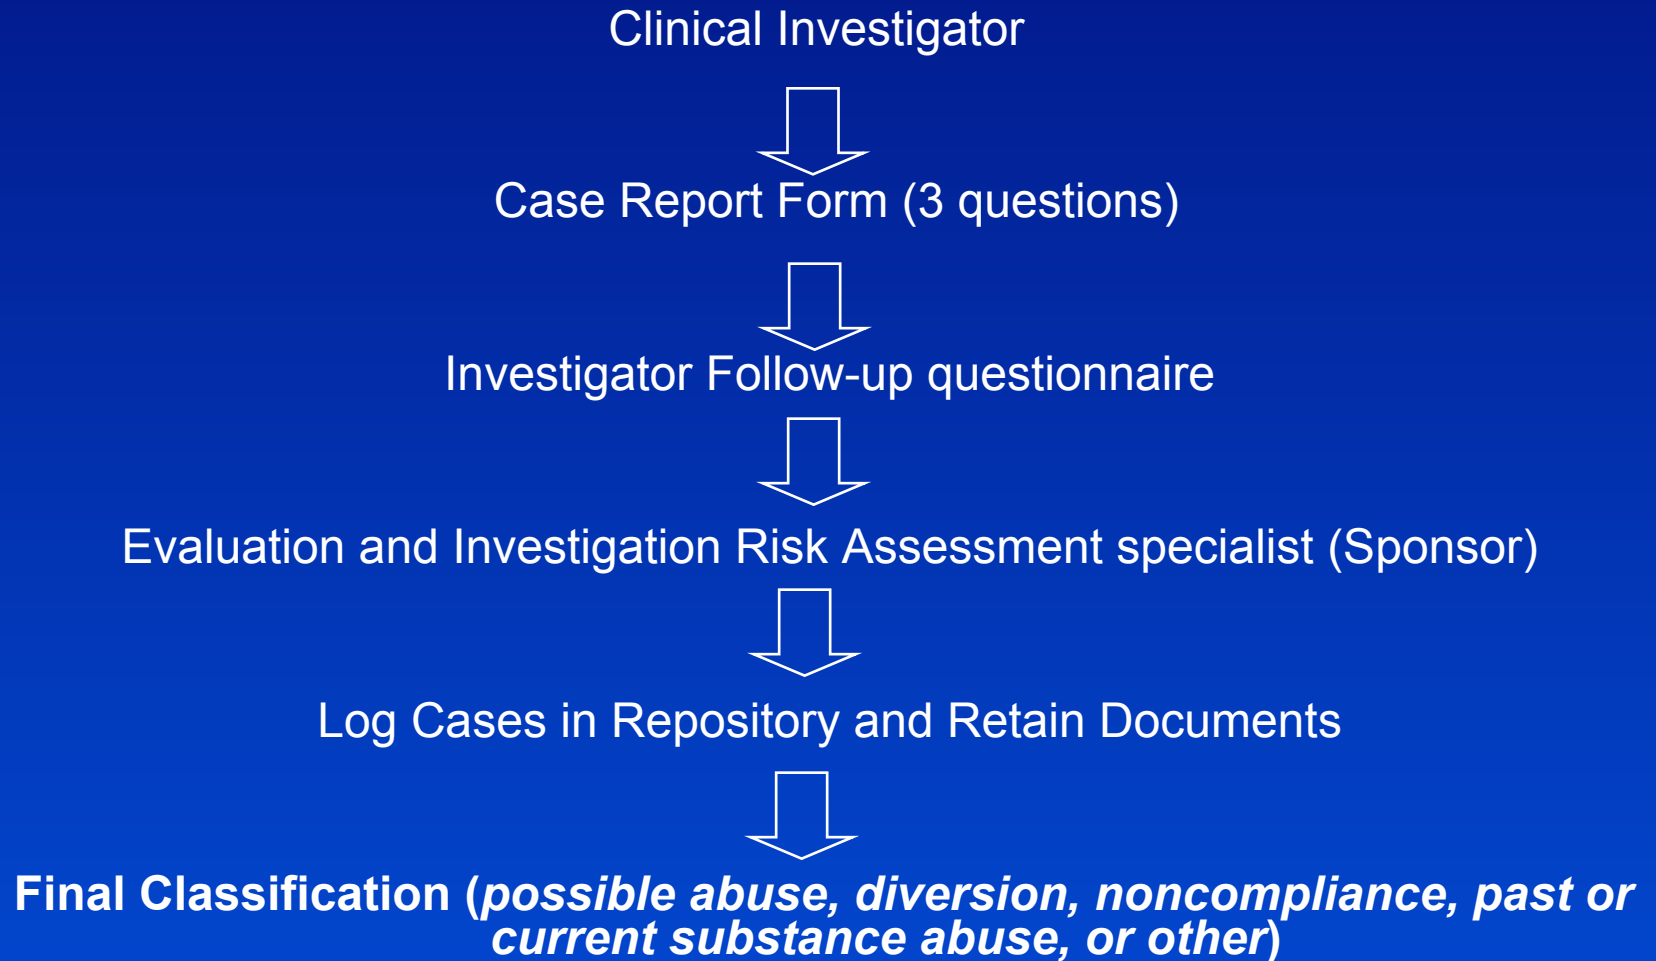 Clinical Investigator
Case Report Form (3 questions)
Investigator Follow-up questionnaire
Evaluation and Investigation Risk Assessment specialist (Sponsor)
Log Cases in Repository and Retain Documents
Final Classification (possible abuse, diversion, noncompliance, past or
current substance abuse, or other)